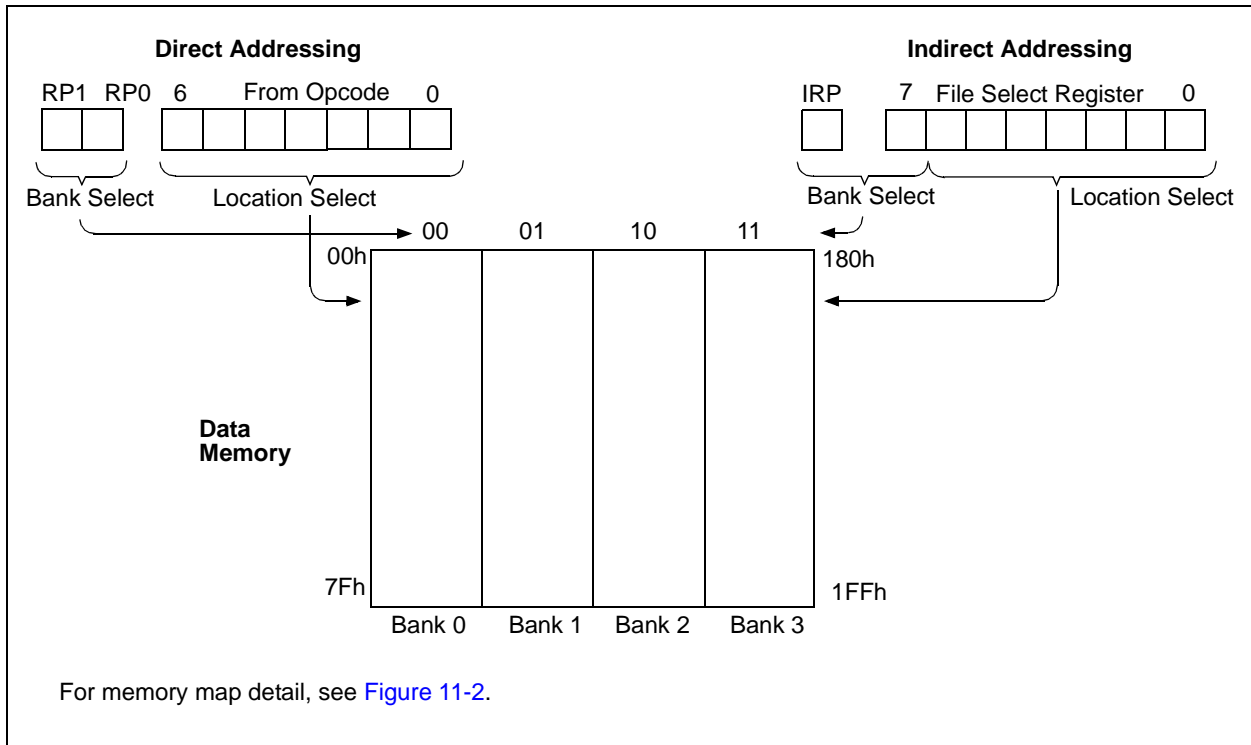 Direct Addressing
Indirect Addressing
RP1 RP0 6 From Opcode 0
IRP 7 File Select Register 0
Bank Select Location Select
Bank Select Location Select
00 01 10 11
00h
180h
Data
Memory
7Fh
1FFh
Bank 0 Bank 1 Bank 2 Bank 3
For memory map detail, see Figure 11-2.